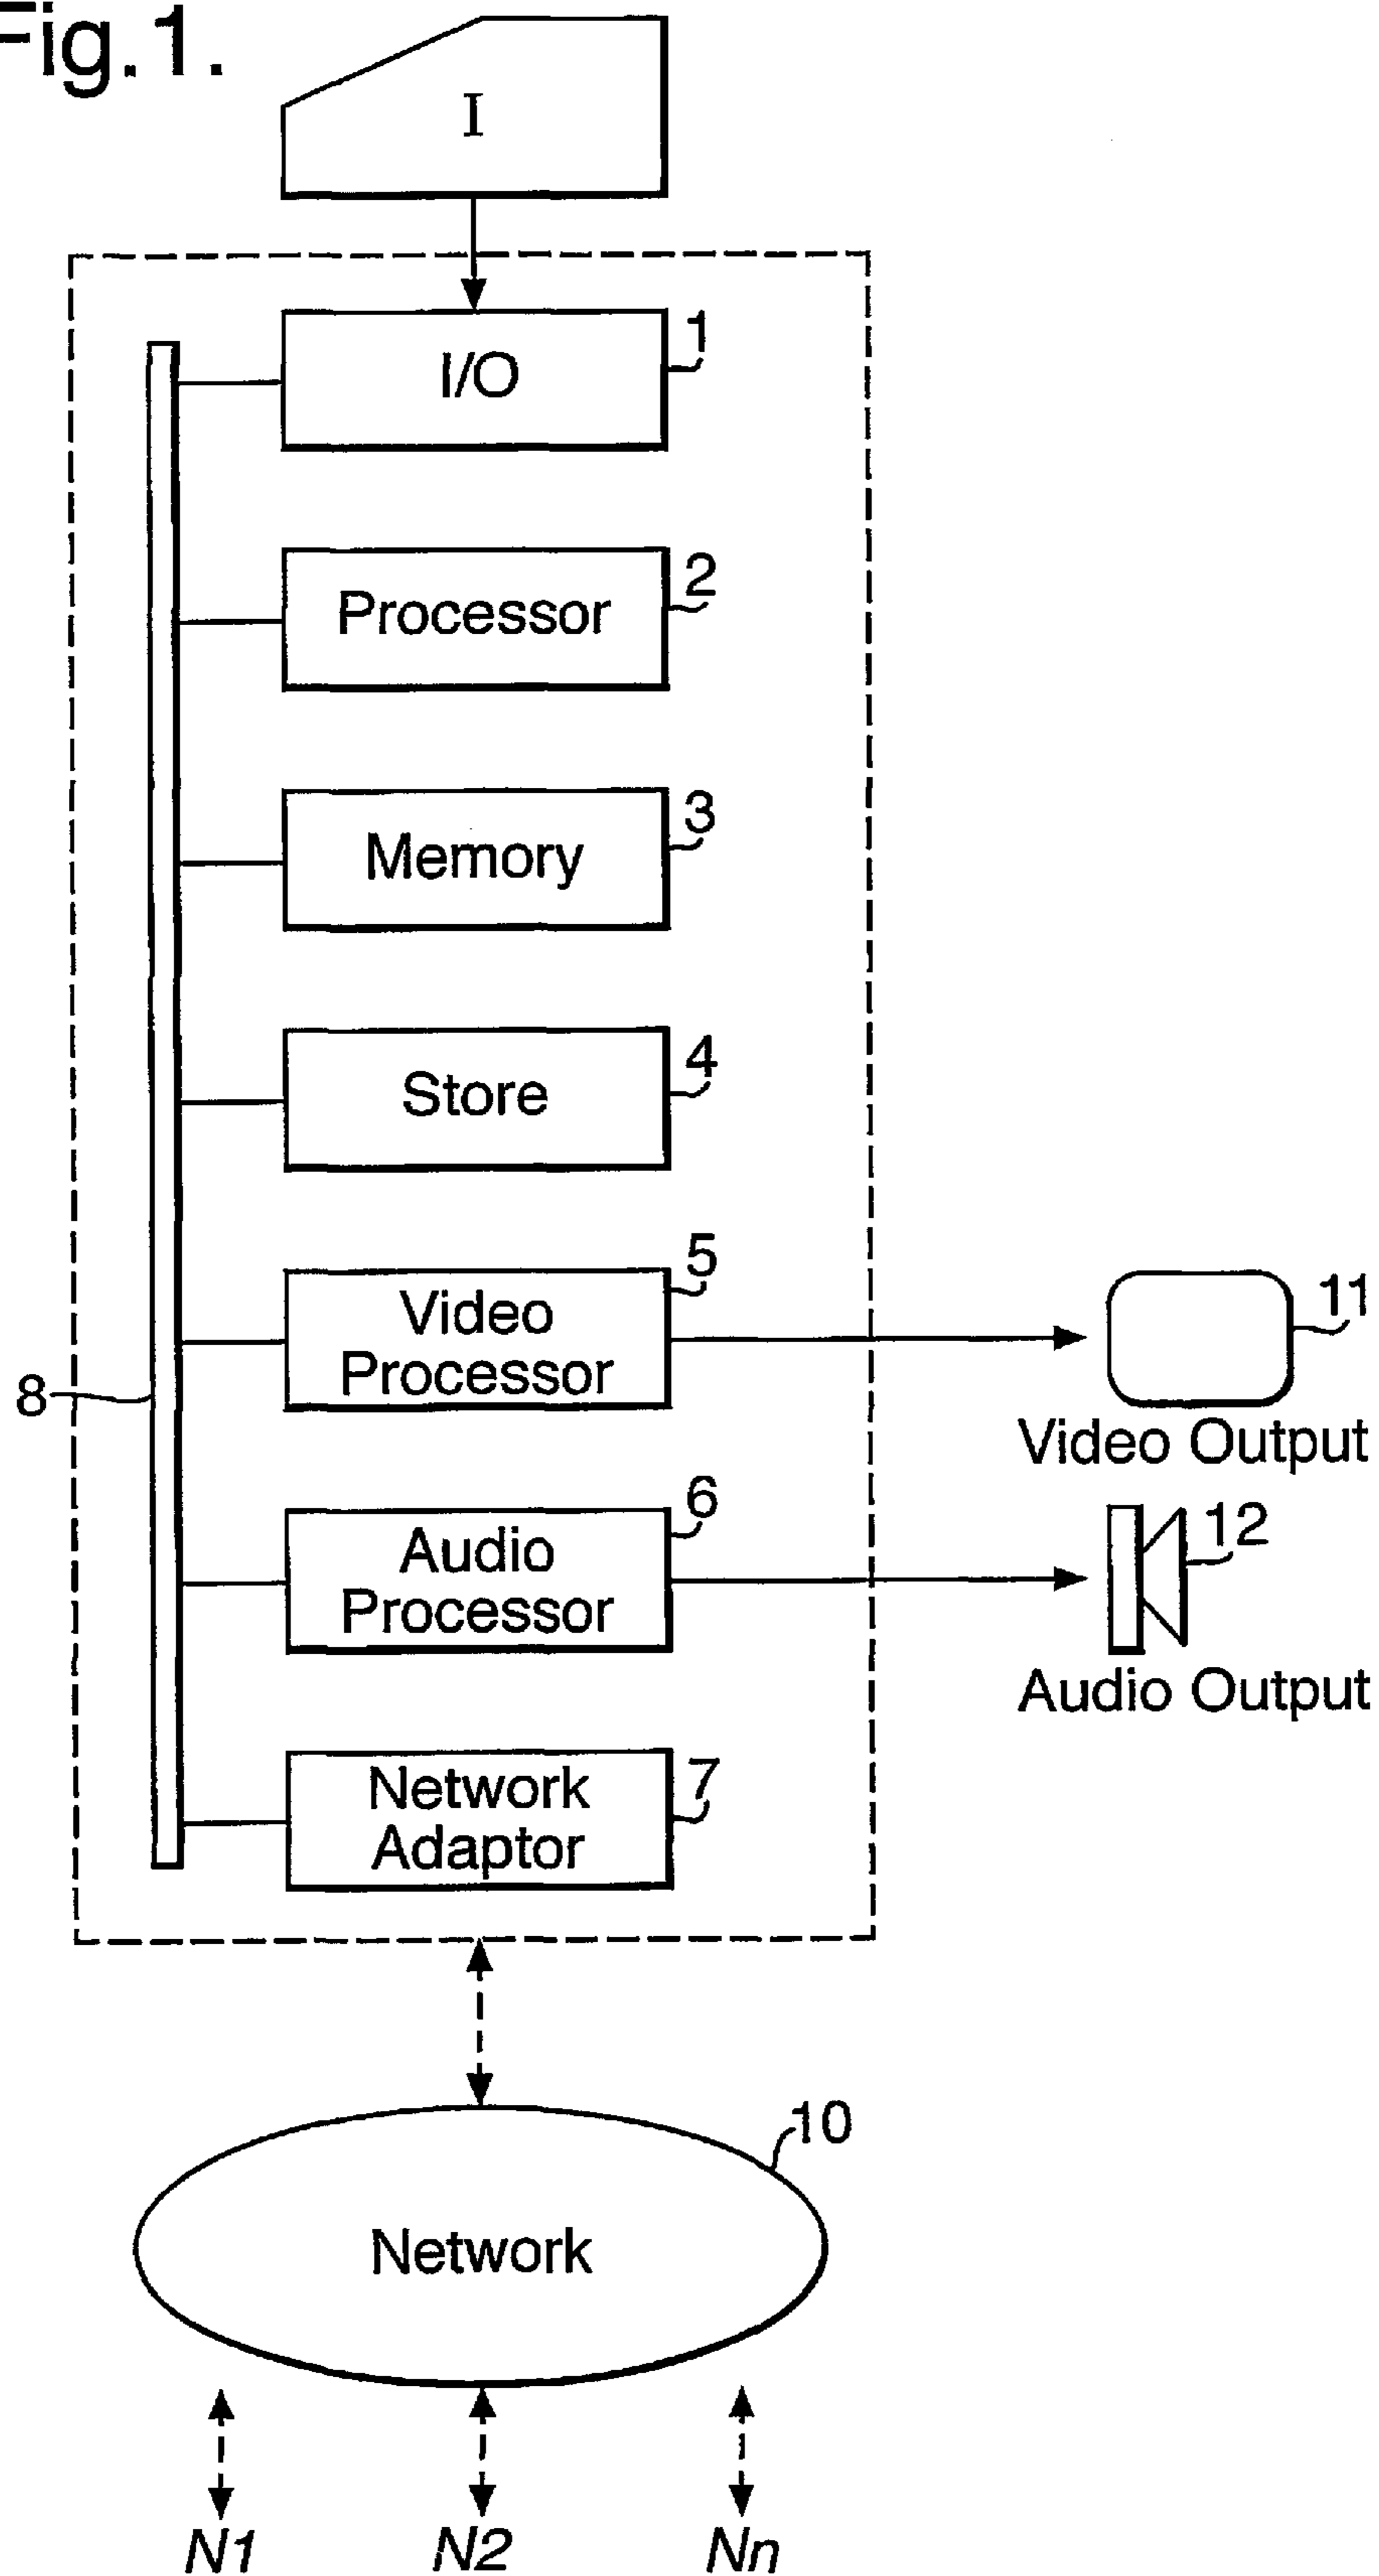 Fig.1.
I
I/O
1
Processor
2
Memory
3
Store
4
Video
Processor
5
8
11
Video Output
Audio
Processor
6
12
Audio Output
Network
Adaptor
7
10
Network
N1 N2 Nn